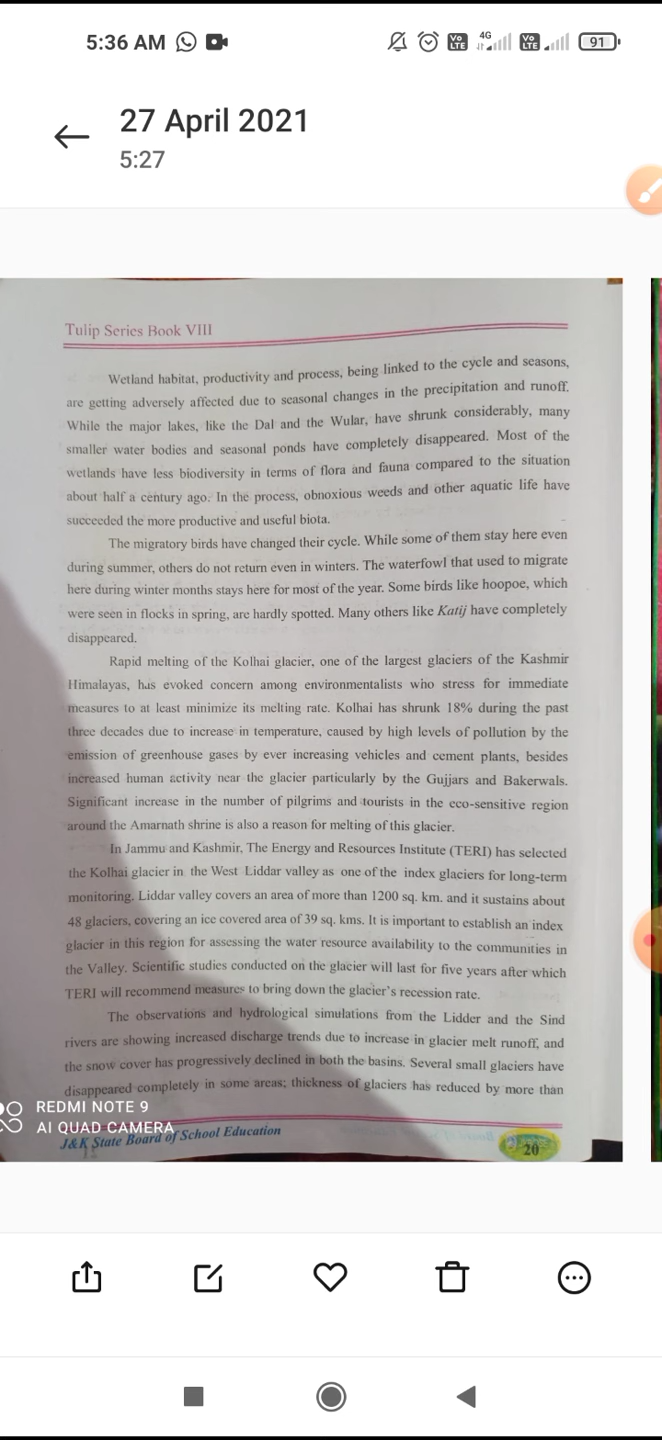 5:36 AM
Vo LTE 4G Vo LTE 91
27 April 2021
5:27
Tulip Series Book VIII
Wetland habitat, productivity and process, being linked to the cycle and seasons,
are getting adversely affected due to seasonal changes in the precipitation and runoff.
While the major lakes, like the Dal and the Wular, have shrunk considerably, many
smaller water bodies and seasonal ponds have completely disappeared. Most of the
wetlands have less biodiversity in terms of flora and fauna compared to the situation
about half a century ago. In the process, obnoxious weeds and other aquatic life have
succeeded the more productive and useful biota.
The migratory birds have changed their cycle. While some of them stay here even
during summer, others do not return even in winters. The waterfowl that used to migrate
here during winter months stays here for most of the year. Some birds like hoopoe, which
were seen in flocks in spring, are hardly spotted. Many others like Katij have completely
disappeared.
Rapid melting of the Kolhai glacier, one of the largest glaciers of the Kashmir
Himalayas, has evoked concern among environmentalists who stress for immediate
measures to at least minimize its melting rate. Kolhai has shrunk 18% during the past
three decades due to increase in temperature, caused by high levels of pollution by the
emission of greenhouse gases by ever increasing vehicles and cement plants, besides
increased human activity near the glacier particularly by the Gujjars and Bakerwals.
Significant increase in the number of pilgrims and tourists in the eco-sensitive region
around the Amarnath shrine is also a reason for melting of this glacier.
In Jammu and Kashmir, The Energy and Resources Institute (TERI) has selected
the Kolhai glacier in the West Liddar valley as one of the index glaciers for long-term
monitoring. Liddar valley covers an area of more than 1200 sq. km. and it sustains about
48 glaciers, covering an ice covered area of 39 sq. kms. It is important to establish an index
glacier in this region for assessing the water resource availability to the communities in
the Valley. Scientific studies conducted on the glacier will last for five years after which
TERI will recommend measures to bring down the glacier's recession rate.
The observations and hydrological simulations from the Lidder and the Sind
rivers are showing increased discharge trends due to increase in glacier melt runoff, and
the snow cover has progressively declined in both the basins. Several small glaciers have
disappeared completely in some areas; thickness of glaciers has reduced by more than
REDMI NOTE 9
AI QUAD CAMERA
J&K State Board of School Education
20